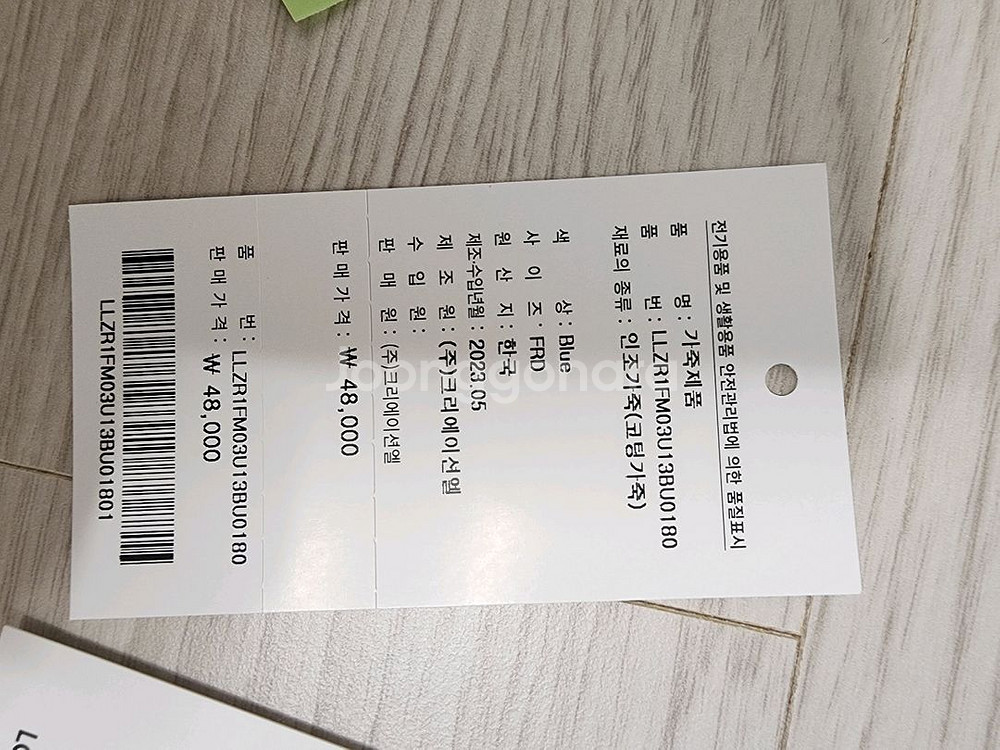 전기용품 및 생활용품 안전관리법에 의한 품질표시
품 명 : 가죽제품
품 번 : LLZR1FM03U13BU0180
재료의 종류 : 인조가죽(코팅가죽)
색 상 : Blue
사 이 즈 : FRD
원 산 지 : 한국
제조·수입년월 : 2023.05
제 조 원 : (주)크리에이션엘
수 입 원 :
판 매 원 : (주)크리에이션엘
판 매 가 격 : ₩ 48,000
품 번 : LLZR1FM03U13BU0180
판 매 가 격 : ₩ 48,000
LLZR1FM03U13BU01801
Joonggonara